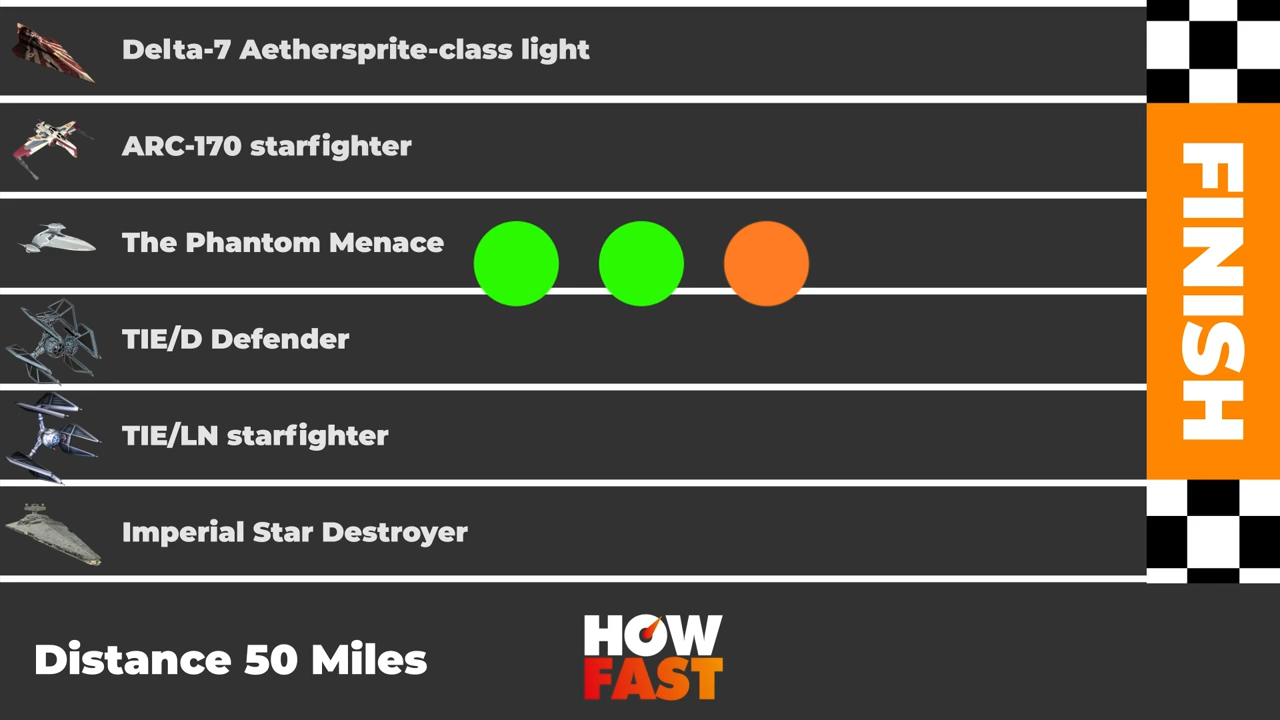 Delta-7 Aethersprite-class light
ARC-170 starfighter
The Phantom Menace
TIE/D Defender
TIE/LN starfighter
Imperial Star Destroyer
FINISH
Distance 50 Miles
HOW
FAST